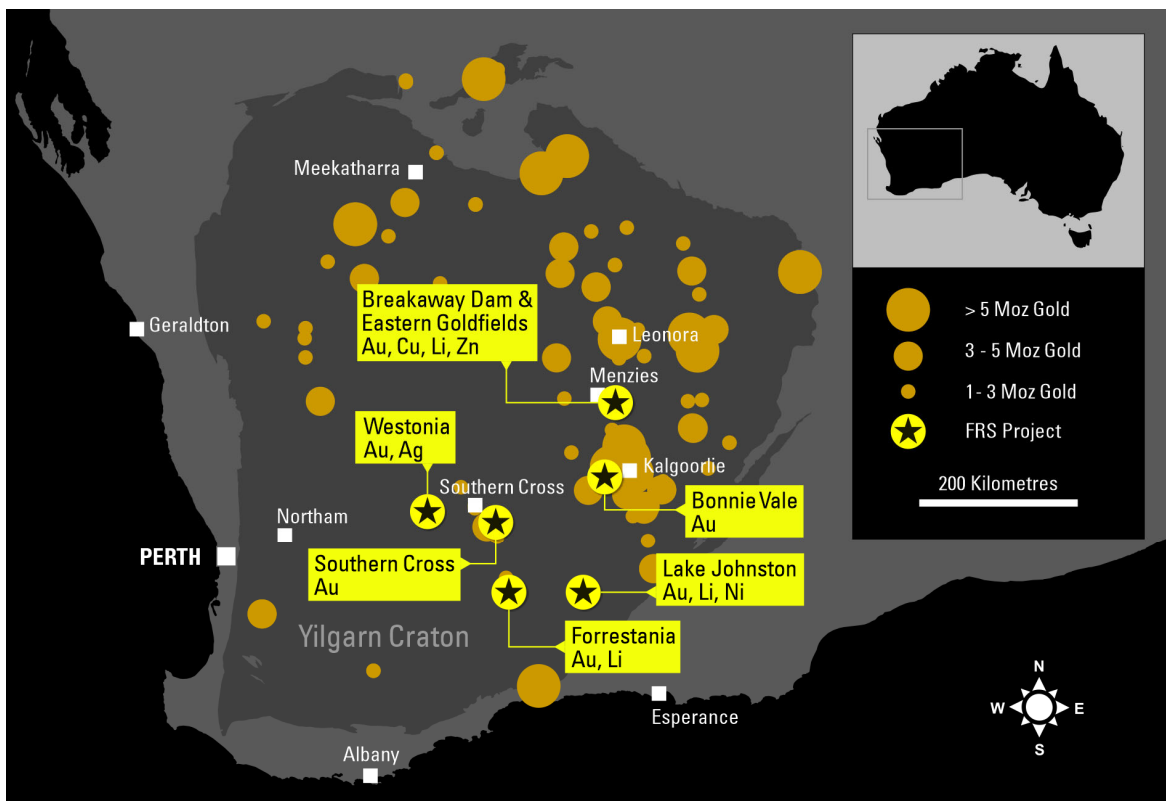 Meekatharra
Geraldton
Breakaway Dam &
Eastern Goldfields
Au, Cu, Li, Zn
Leonora
Menzies
Westonia
Au, Ag
Southern Cross
Kalgoorlie
Bonnie Vale
Au
Northam
PERTH
Southern Cross
Au
Lake Johnston
Au, Li, Ni
Forrestania
Au, Li
Yilgarn Craton
Esperance
Albany
> 5 Moz Gold
3 - 5 Moz Gold
1 - 3 Moz Gold
FRS Project
200 Kilometres
N
W
E
S